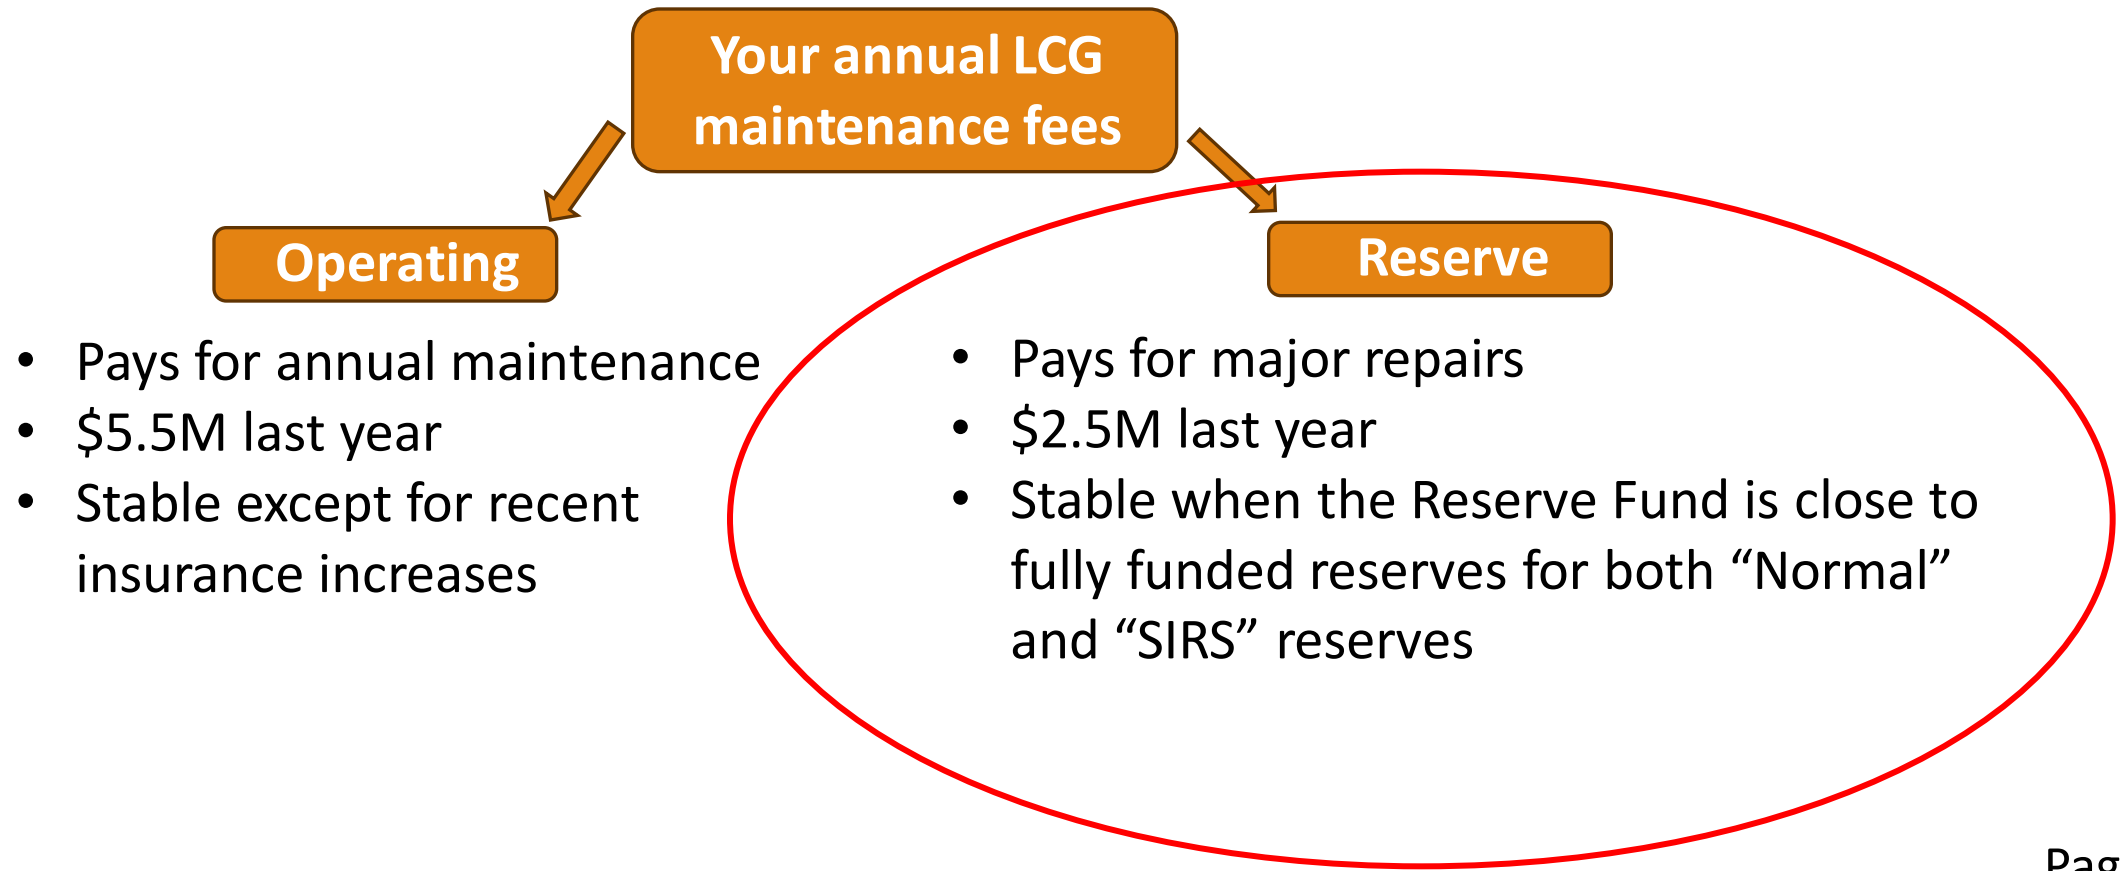 Your annual LCG
maintenance fees
Operating
• Pays for annual maintenance
• $5.5M last year
• Stable except for recent
insurance increases
Reserve
• Pays for major repairs
• $2.5M last year
• Stable when the Reserve Fund is close to
fully funded reserves for both “Normal”
and “SIRS” reserves